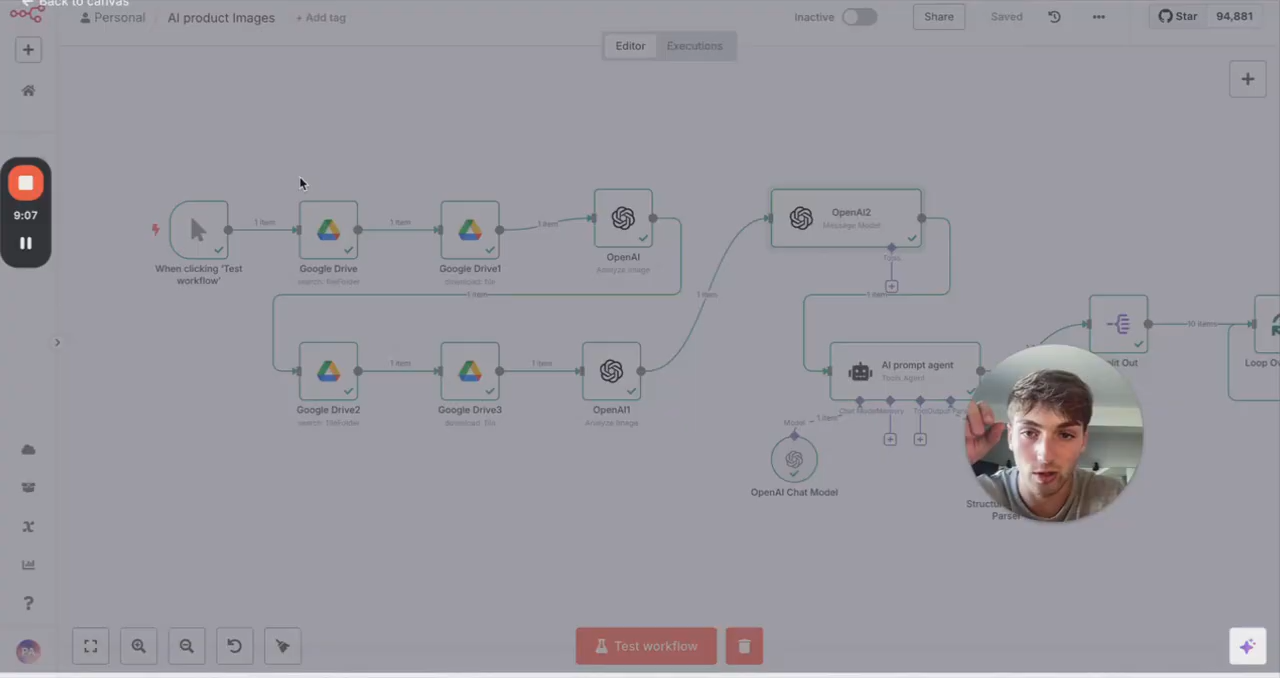 Back to canvas
Personal AI product Images + Add tag
Inactive Share Saved Star 94,881
Editor Executions
9:07
1 item
1 item
1 item
When clicking 'Test workflow'
Google Drive
search: fileFolder
Google Drive1
download: file
OpenAI
Analyze Image
OpenAI2
Message Model
Tools
1 item
1 item
1 item
1 item
1 item
Google Drive2
search: fileFolder
Google Drive3
download: file
OpenAI1
Analyze Image
AI prompt agent
Tools Agent
Chat Model
Memory
Tool
Output
Model
1 item
OpenAI Chat Model
Parser
10 items
Out
Loop
PA
Test workflow